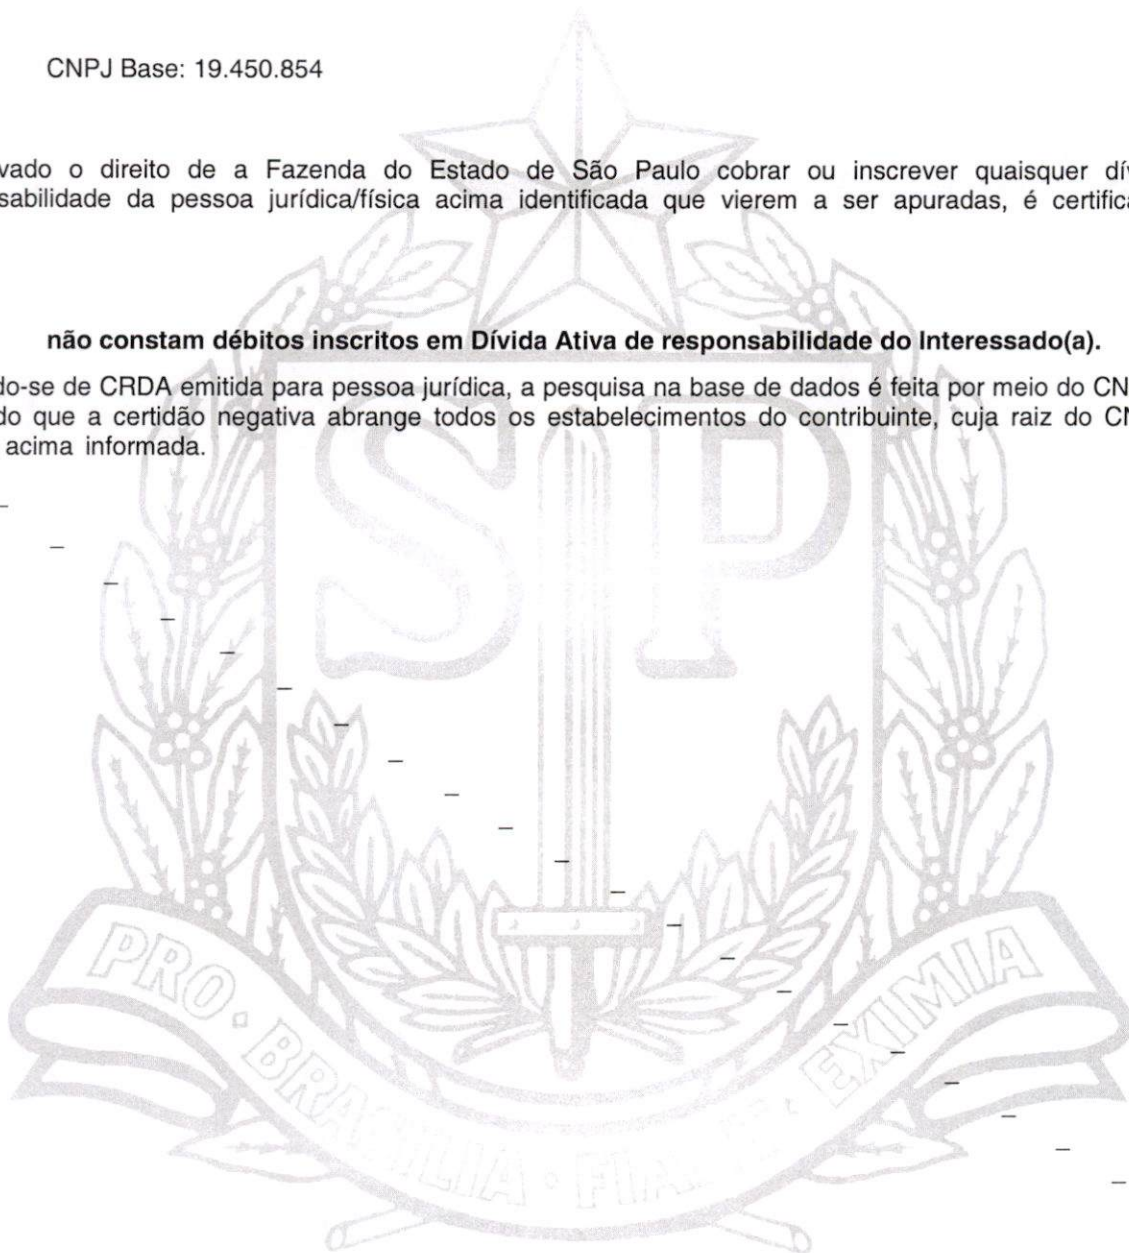 CNPJ Base: 19.450.854
vado o direito de a Fazenda do Estado de São Paulo cobrar ou inscrever quaisquer dív
sabilidade da pessoa jurídica/física acima identificada que vierem a ser apuradas, é certifica
não constam débitos inscritos em Dívida Ativa de responsabilidade do Interessado(a).
do-se de CRDA emitida para pessoa jurídica, a pesquisa na base de dados é feita por meio do CN
do que a certidão negativa abrange todos os estabelecimentos do contribuinte, cuja raiz do CN
acima informada.
SP
PRO • BRASILIA • FIANT • EXIMIA